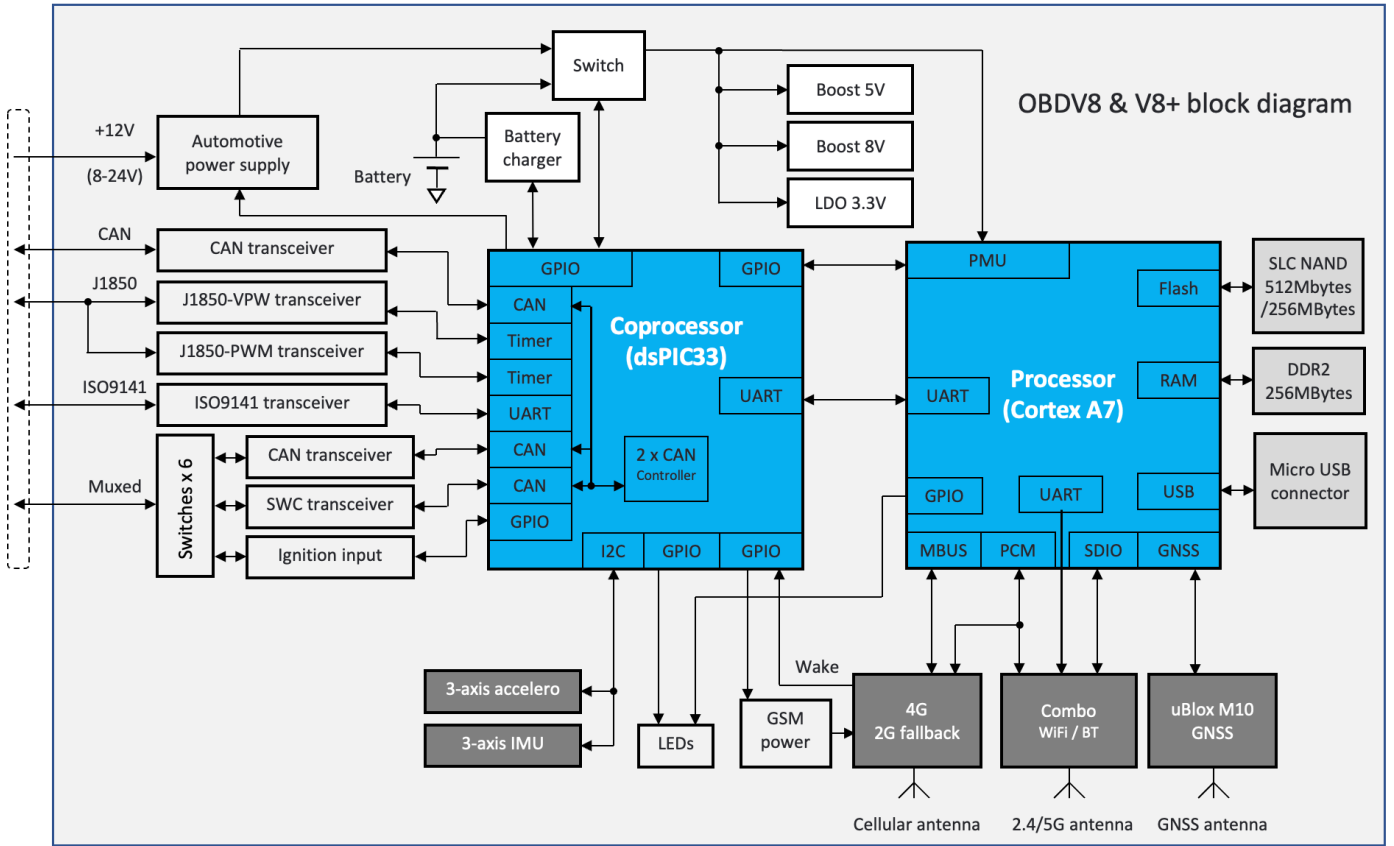 OBDV8 & V8+ block diagram
Switch
Boost 5V
Boost 8V
LDO 3.3V
+12V
(8-24V)
Automotive
power supply
Battery
charger
Battery
CAN
CAN transceiver
J1850
J1850-VPW transceiver
J1850-PWM transceiver
ISO9141
ISO9141 transceiver
Muxed
Switches x 6
CAN transceiver
SWC transceiver
Ignition input
GPIO
GPIO
CAN
Timer
Timer
UART
CAN
CAN
GPIO
Coprocessor
(dsPIC33)
UART
2 x CAN
Controller
I2C
GPIO
GPIO
PMU
Flash
RAM
Processor
(Cortex A7)
UART
GPIO
UART
USB
MBUS
PCM
SDIO
GNSS
SLC NAND
512Mbytes
/256MBytes
DDR2
256MBytes
Micro USB
connector
3-axis accelero
3-axis IMU
LEDs
Wake
GSM
power
4G
2G fallback
Combo
WiFi / BT
uBlox M10
GNSS
Cellular antenna
2.4/5G antenna
GNSS antenna